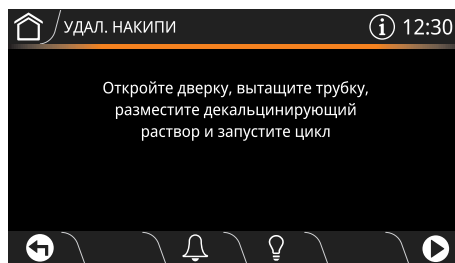 УДАЛ. НАКИПИ
i 12:30
Откройте дверку, вытащите трубку,
разместите декальцинирующий
раствор и запустите цикл